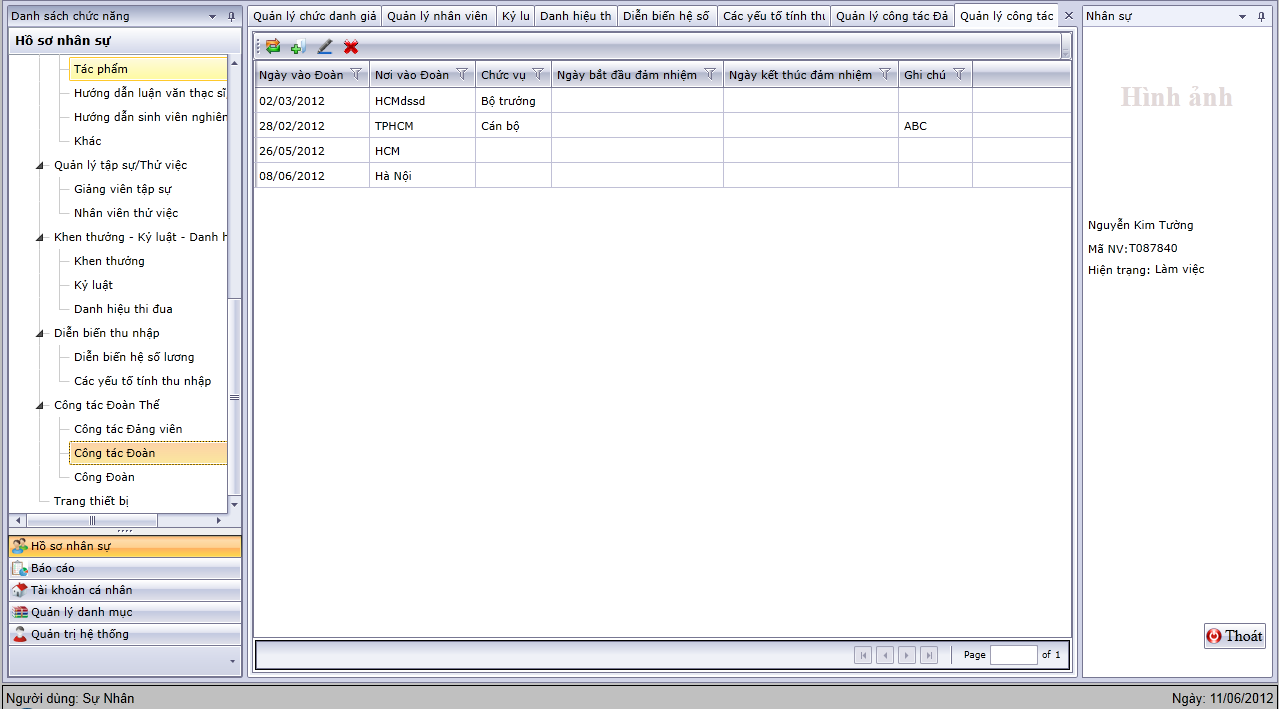 Danh sách chức năng
Hồ sơ nhân sự
Tác phẩm
Hướng dẫn luận văn thạc sĩ,
Hướng dẫn sinh viên nghiên
Khác
Quản lý tập sự/Thử việc
Giảng viên tập sự
Nhân viên thử việc
Khen thưởng - Kỷ luật - Danh h
Khen thưởng
Kỷ luật
Danh hiệu thi đua
Diễn biến thu nhập
Diễn biến hệ số lương
Các yếu tố tính thu nhập
Công tác Đoàn Thể
Công tác Đảng viên
Công tác Đoàn
Công Đoàn
Trang thiết bị
Hồ sơ nhân sự
Báo cáo
Tài khoản cá nhân
Quản lý danh mục
Quản trị hệ thống
Quản lý chức danh giả Quản lý nhân viên Kỷ lu Danh hiệu th Diễn biến hệ số Các yếu tố tính thu Quản lý công tác Đả Quản lý công tác
Ngày vào Đoàn Nơi vào Đoàn Chức vụ Ngày bắt đầu đảm nhiệm Ngày kết thúc đảm nhiệm Ghi chú
02/03/2012 HCMdssd Bộ trưởng
28/02/2012 TPHCM Cán bộ ABC
26/05/2012 HCM
08/06/2012 Hà Nội
Page of 1
Nhân sự
Hình ảnh
Nguyễn Kim Tường
Mã NV:T087840
Hiện trạng: Làm việc
Thoát
Người dùng: Sự Nhân
Ngày: 11/06/2012